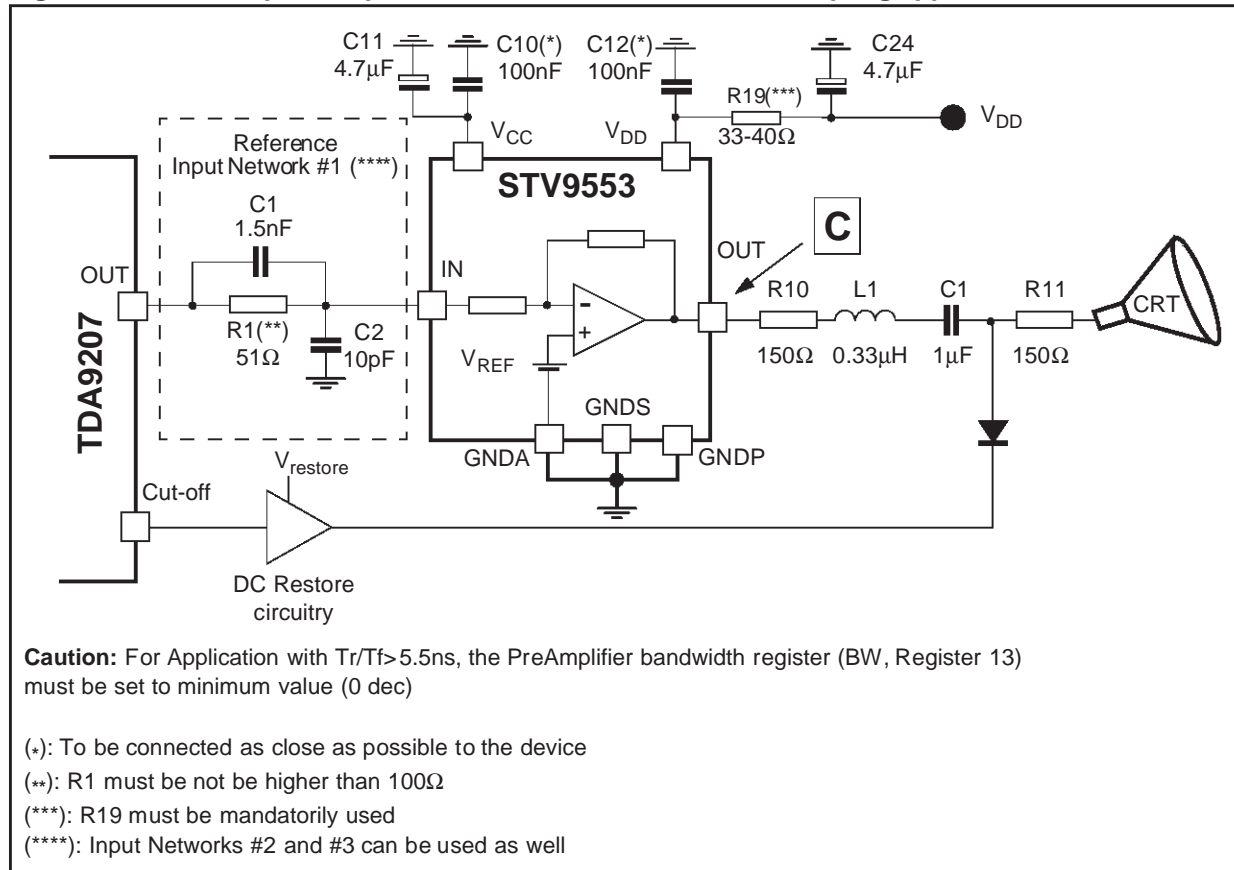 C11
4.7µF
C10(*)
100nF
C12(*)
100nF
C24
4.7µF
R19(***)
33-40Ω
V_DD
V_CC
V_DD
Reference
Input Network #1 (****)
STV9553
C1
1.5nF
OUT
R1(**)
51Ω
C2
10pF
IN
V_REF
OUT
C
R10
150Ω
L1
0.33µH
C1
1µF
R11
150Ω
CRT
TDA9207
GNDS
GNDA
GNDP
Cut-off
V_restore
DC Restore
circuitry
Caution: For Application with Tr/Tf>5.5ns, the PreAmplifier bandwidth register (BW, Register 13)
must be set to minimum value (0 dec)
(*): To be connected as close as possible to the device
(**): R1 must be not be higher than 100Ω
(***): R19 must be mandatorily used
(****): Input Networks #2 and #3 can be used as well